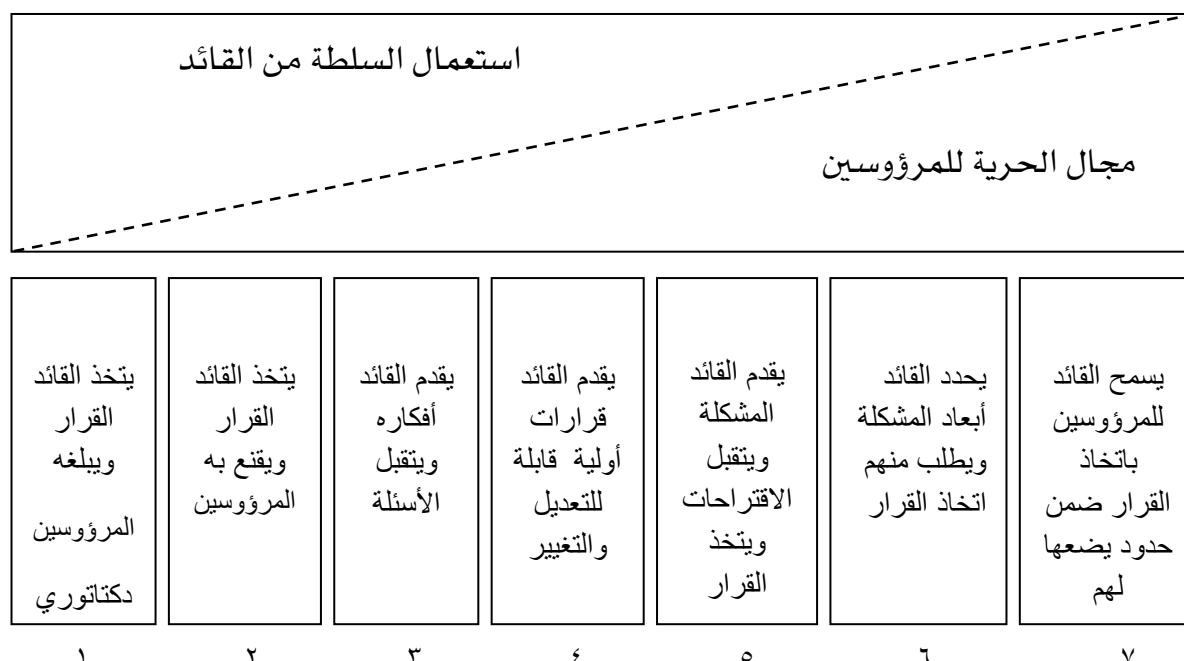 استعمال السلطة من القائد
مجال الحرية للمرؤوسين
يتخذ القائد
القرار
ويبلغه
المرؤوسين
دكتاتوري
يتخذ القائد
القرار
ويقنع به
المرؤوسين
يقدم القائد
أفكاره
ويتقبل
الأسئلة
يقدم القائد
قرارات
أولية قابلة
للتعديل
والتغيير
يقدم القائد
المشكلة
ويتقبل
الاقتراحات
ويتخذ
القرار
يحدد القائد
أبعاد المشكلة
ويطلب منهم
اتخاذ القرار
يسمح القائد
للمرؤوسين
باتخاذ
القرار ضمن
حدود يضعها
لهم
١
٢
٣
٤
٥
٦
٧